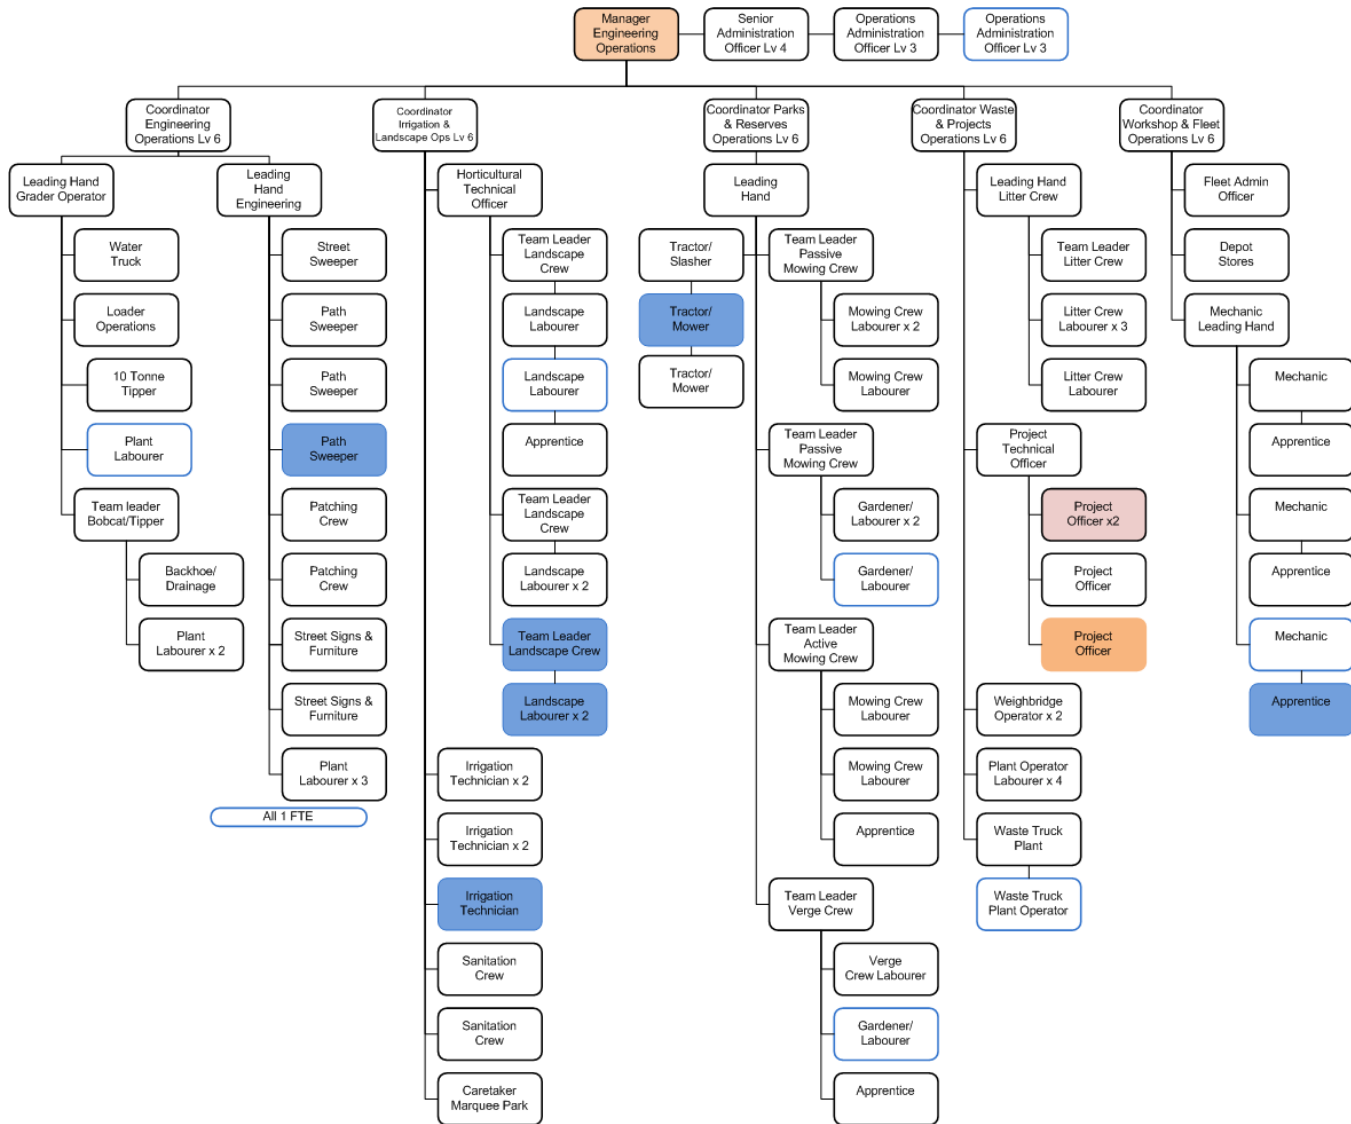 Manager
Engineering
Operations
Senior
Administration
Officer Lv 4
Operations
Administration
Officer Lv 3
Operations
Administration
Officer Lv 3
Coordinator
Engineering
Operations Lv 6
Leading Hand
Grader Operator
Water
Truck
Loader
Operations
10 Tonne
Tipper
Plant
Labourer
Team leader
Bobcat/Tipper
Backhoe/
Drainage
Plant
Labourer x 2
Leading
Hand
Engineering
Street
Sweeper
Path
Sweeper
Path
Sweeper
Path
Sweeper
Patching
Crew
Patching
Crew
Street Signs &
Furniture
Street Signs &
Furniture
Plant
Labourer x 3
All 1 FTE
Coordinator
Irrigation &
Landscape Ops Lv 6
Horticultural
Technical
Officer
Team Leader
Landscape
Crew
Landscape
Labourer
Landscape
Labourer
Apprentice
Team Leader
Landscape
Crew
Landscape
Labourer x 2
Team Leader
Landscape Crew
Landscape
Labourer x 2
Irrigation
Technician x 2
Irrigation
Technician x 2
Irrigation
Technician
Sanitation
Crew
Sanitation
Crew
Caretaker
Marquee Park
Coordinator Parks
& Reserves
Operations Lv 6
Leading
Hand
Tractor/
Slasher
Tractor/
Mower
Tractor/
Mower
Team Leader
Passive
Mowing Crew
Mowing Crew
Labourer x 2
Mowing Crew
Labourer
Team Leader
Passive
Mowing Crew
Gardener/
Labourer x 2
Gardener/
Labourer
Team Leader
Active
Mowing Crew
Mowing Crew
Labourer
Mowing Crew
Labourer
Apprentice
Team Leader
Verge Crew
Verge
Crew Labourer
Gardener/
Labourer
Apprentice
Coordinator Waste
& Projects
Operations Lv 6
Leading Hand
Litter Crew
Team Leader
Litter Crew
Litter Crew
Labourer x 3
Litter Crew
Labourer
Project
Technical
Officer
Project
Officer x2
Project
Officer
Project
Officer
Weighbridge
Operator x 2
Plant Operator
Labourer x 4
Waste Truck
Plant
Waste Truck
Plant Operator
Coordinator
Workshop & Fleet
Operations Lv 6
Fleet Admin
Officer
Depot
Stores
Mechanic
Leading Hand
Mechanic
Apprentice
Mechanic
Apprentice
Mechanic
Apprentice